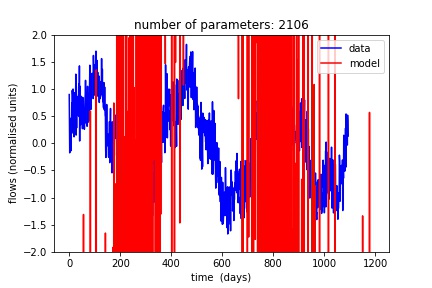 number of parameters: 2106
data
model
flows (normalised units)
2.0
1.5
1.0
0.5
0.0
−0.5
−1.0
−1.5
−2.0
0 200 400 600 800 1000 1200
time (days)